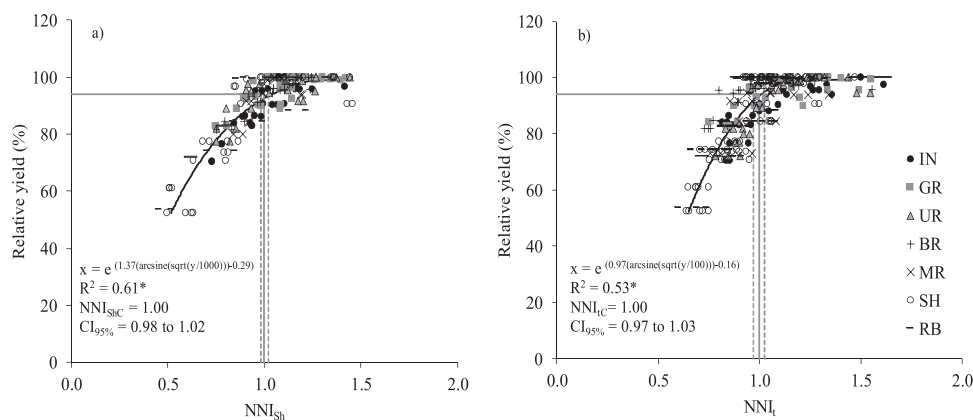 a)
120
100
80
60
40
20
0
Relative yield (%)
x = e (1.37(arcsine(sqrt(y/1000)))-0.29)
R² = 0.61*
NNI_ShC = 1.00
CI_95% = 0.98 to 1.02
0.0 0.5 1.0 1.5 2.0
NNI_Sh
b)
120
100
80
60
40
20
0
Relative yield (%)
x = e (0.97(arcsine(sqrt(y/100)))-0.16)
R² = 0.53*
NNI_tC = 1.00
CI_95% = 0.97 to 1.03
0.0 0.5 1.0 1.5 2.0
NNI_t
IN
GR
UR
BR
MR
SH
RB